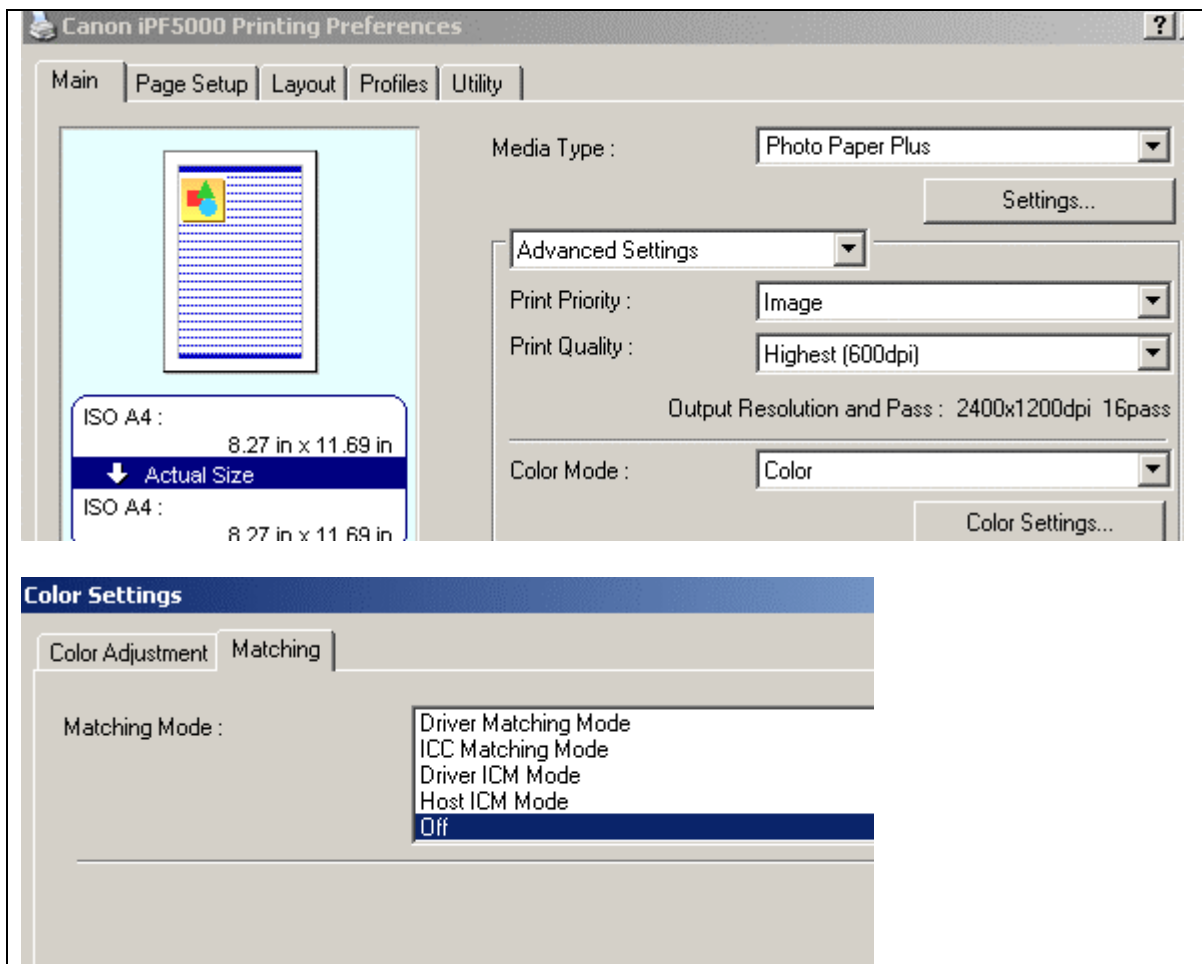 Canon iPF5000 Printing Preferences ?
Main Page Setup Layout Profiles Utility
Media Type : Photo Paper Plus
Settings...
Advanced Settings
Print Priority : Image
Print Quality : Highest (600dpi)
Output Resolution and Pass : 2400x1200dpi 16pass
Color Mode : Color
Color Settings...
ISO A4 :
8.27 in x 11.69 in
Actual Size
ISO A4 :
8.27 in x 11.69 in
Color Settings
Color Adjustment Matching
Matching Mode :
Driver Matching Mode
ICC Matching Mode
Driver ICM Mode
Host ICM Mode
Off